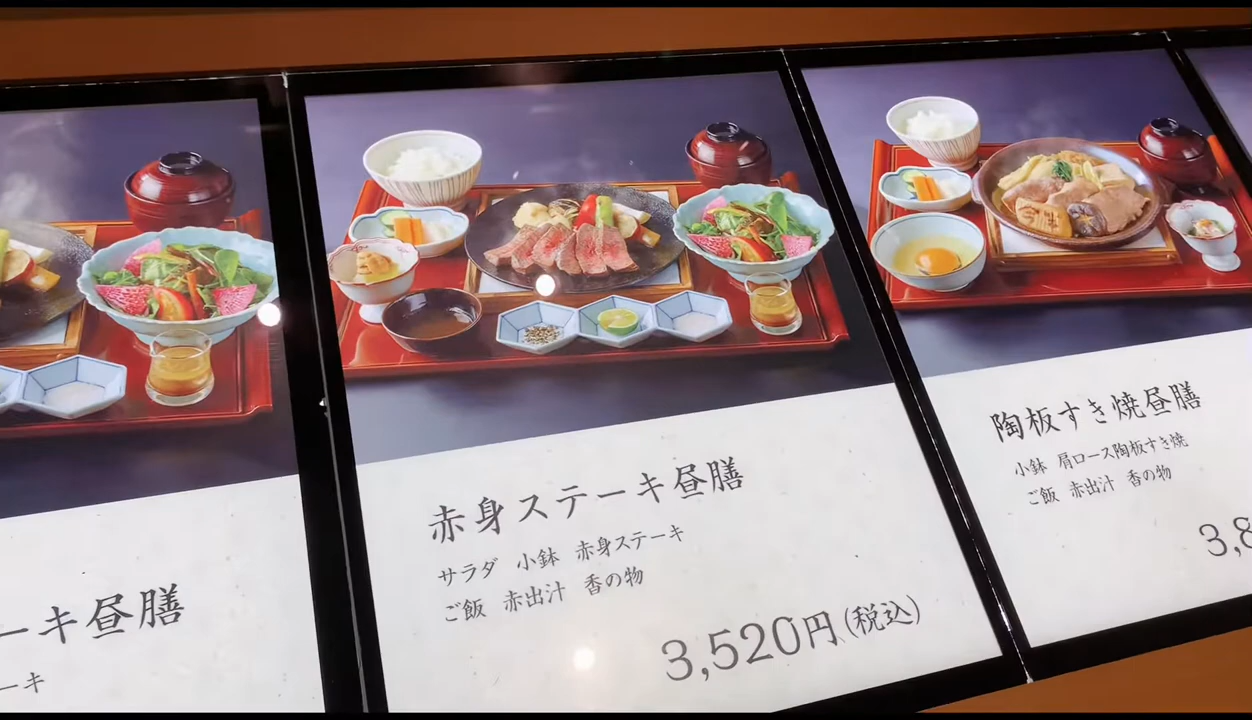 ーキ昼膳
ーキ
赤身ステーキ昼膳
サラダ 小鉢 赤身ステーキ
ご飯 赤出汁 香の物
3,520円(税込)
陶板すき焼昼膳
小鉢 肩ロース陶板すき焼
ご飯 赤出汁 香の物
3,8